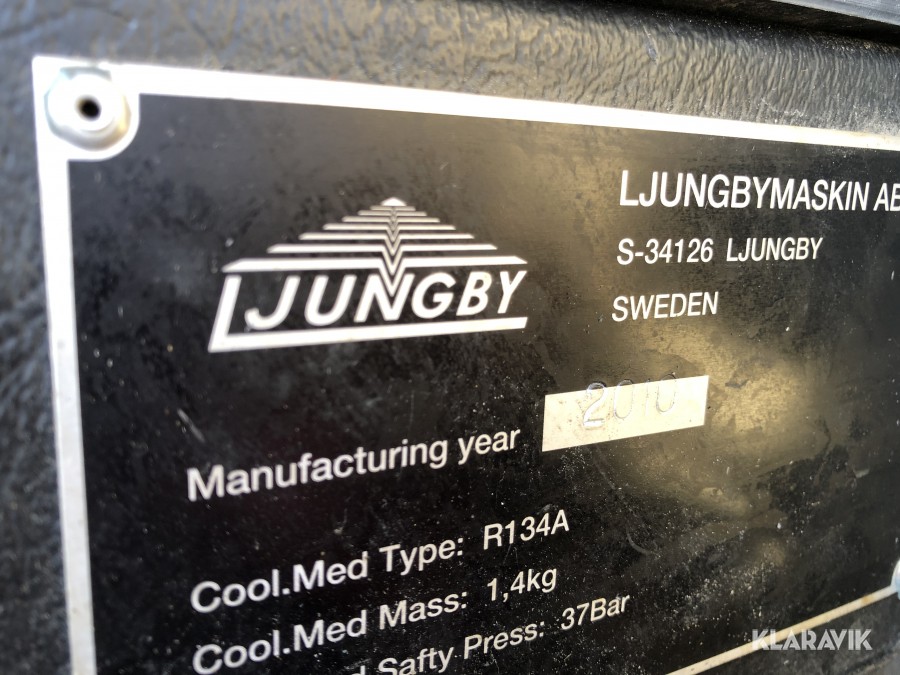 LJUNGBYMASKIN AB
S-34126 LJUNGBY
SWEDEN
LJUNGBY
Manufacturing year
Cool.Med Type: R134A
Cool.Med Mass: 1,4kg
Safty Press: 37Bar
KLARAVIK